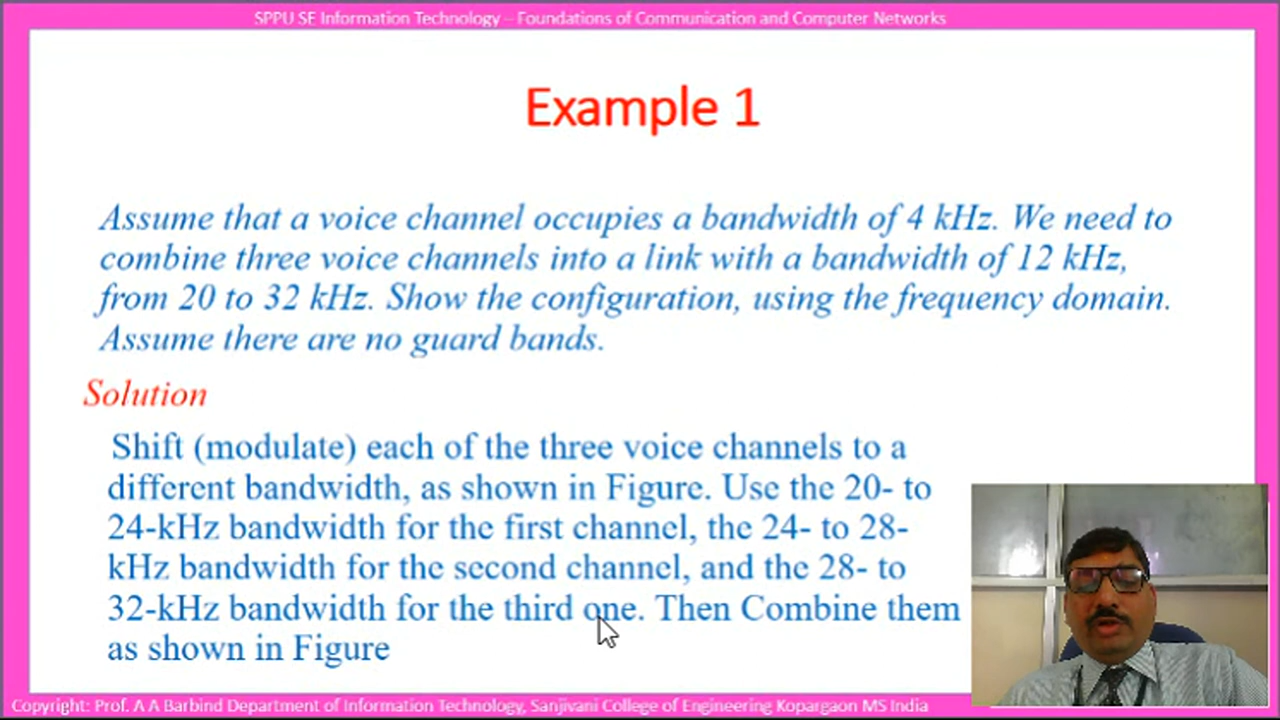 SPPU SE Information Technology – Foundations of Communication and Computer Networks
Example 1
Assume that a voice channel occupies a bandwidth of 4 kHz. We need to
combine three voice channels into a link with a bandwidth of 12 kHz,
from 20 to 32 kHz. Show the configuration, using the frequency domain.
Assume there are no guard bands.
Solution
Shift (modulate) each of the three voice channels to a
different bandwidth, as shown in Figure. Use the 20- to
24-kHz bandwidth for the first channel, the 24- to 28-
kHz bandwidth for the second channel, and the 28- to
32-kHz bandwidth for the third one. Then Combine them
as shown in Figure
Copyright: Prof. A A Barbind Department of Information Technology, Sanjivani College of Engineering Kopargaon MS India